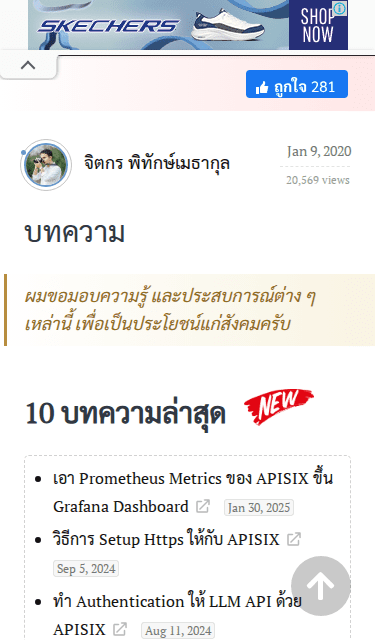 SKECHERS
SHOP
NOW
ถูกใจ 281
จิตกร พิทักษ์เมธากุล
Jan 9, 2020
20,569 views
บทความ
ผมขอมอบความรู้ และประสบการณ์ต่าง ๆ
เหล่านี้ เพื่อเป็นประโยชน์แก่สังคมครับ
10 บทความล่าสุด NEW
เอา Prometheus Metrics ของ APISIX ขึ้น
Grafana Dashboard Jan 30, 2025
วิธีการ Setup Https ให้กับ APISIX
Sep 5, 2024
ทำ Authentication ให้ LLM API ด้วย
APISIX Aug 11, 2024